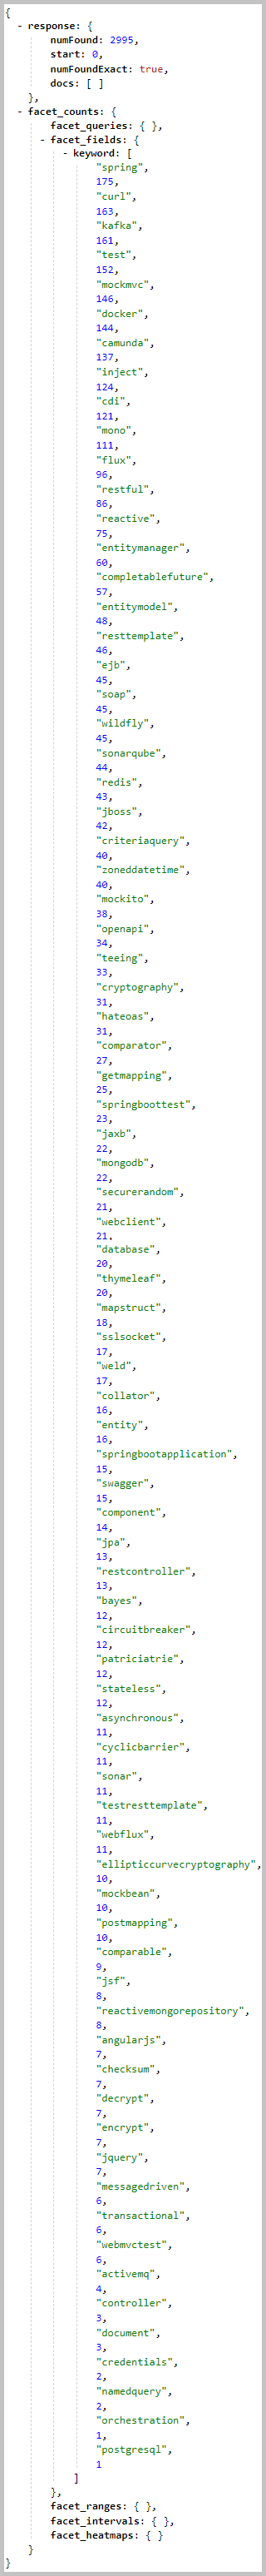 {
- response: {
numFound: 2995,
start: 0,
numFoundExact: true,
docs: [ ]
},
- facet_counts: {
facet_queries: { },
- facet_fields: {
- keyword: [
"spring",
175,
"curl",
163,
"kafka",
161,
"test",
152,
"mockmvc",
146,
"docker",
144,
"camunda",
137,
"inject",
124,
"cdi",
121,
"mono",
111,
"flux",
96,
"restful",
86,
"reactive",
75,
"entitymanager",
60,
"completablefuture",
57,
"entitymodel",
48,
"resttemplate",
46,
"ejb",
45,
"soap",
45,
"wildfly",
45,
"sonarqube",
44,
"redis",
43,
"jboss",
42,
"criteriaquery",
40,
"zoneddatetime",
40,
"mockito",
38,
"openapi",
34,
"teeing",
33,
"cryptography",
31,
"hateoas",
31,
"comparator",
27,
"getmapping",
25,
"springboottest",
23,
"jaxb",
22,
"mongodb",
22,
"securerandom",
21,
"webclient",
21,
"database",
20,
"thymeleaf",
20,
"mapstruct",
18,
"sslsocket",
17,
"weld",
17,
"collator",
16,
"entity",
16,
"springbootapplication",
15,
"swagger",
15,
"component",
14,
"jpa",
13,
"restcontroller",
13,
"bayes",
12,
"circuitbreaker",
12,
"patriciatrie",
12,
"stateless",
12,
"asynchronous",
11,
"cyclicbarrier",
11,
"sonar",
11,
"testresttemplate",
11,
"webflux",
11,
"ellipticcurvecryptography",
10,
"mockbean",
10,
"postmapping",
10,
"comparable",
9,
"jsf",
8,
"reactivemongorepository",
8,
"angularjs",
7,
"checksum",
7,
"decrypt",
7,
"encrypt",
7,
"jquery",
7,
"messagedriven",
6,
"transactional",
6,
"webmvctest",
6,
"activemq",
4,
"controller",
3,
"document",
3,
"credentials",
2,
"namedquery",
2,
"orchestration",
1,
"postgresql",
1
]
},
facet_ranges: { },
facet_intervals: { },
facet_heatmaps: { }
}
}